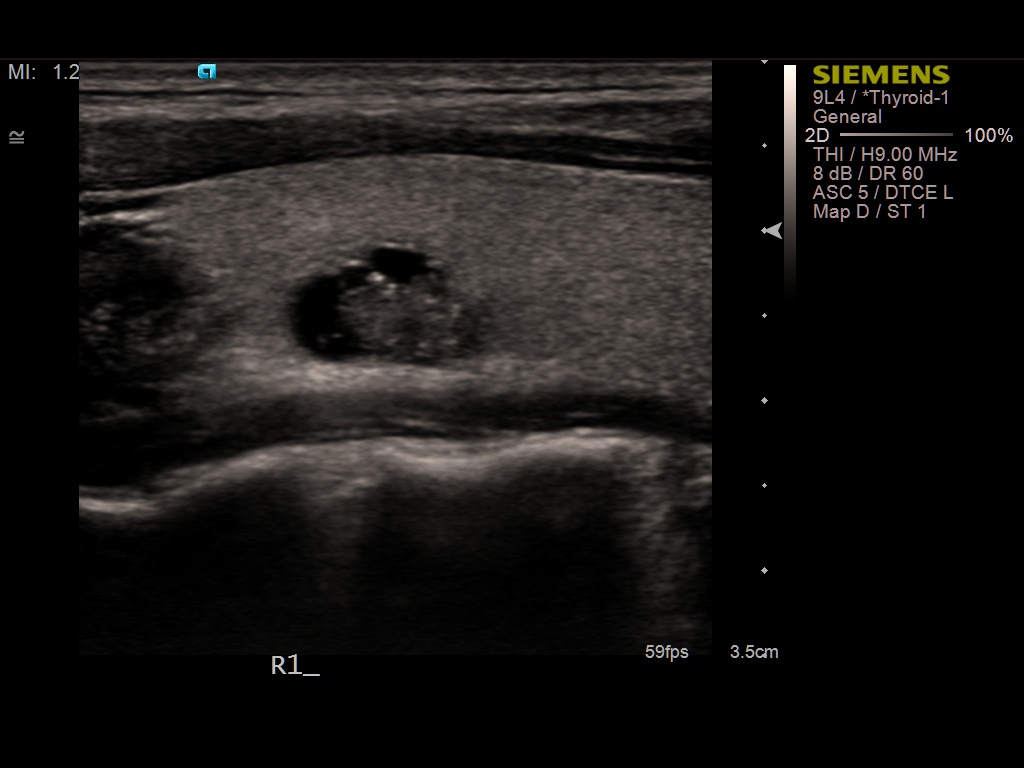 MI: 1.2
SIEMENS
9L4 / *Thyroid-1
General
2D 100%
THI / H9.00 MHz
8 dB / DR 60
ASC 5 / DTCE L
Map D / ST 1
59fps 3.5cm
R1_